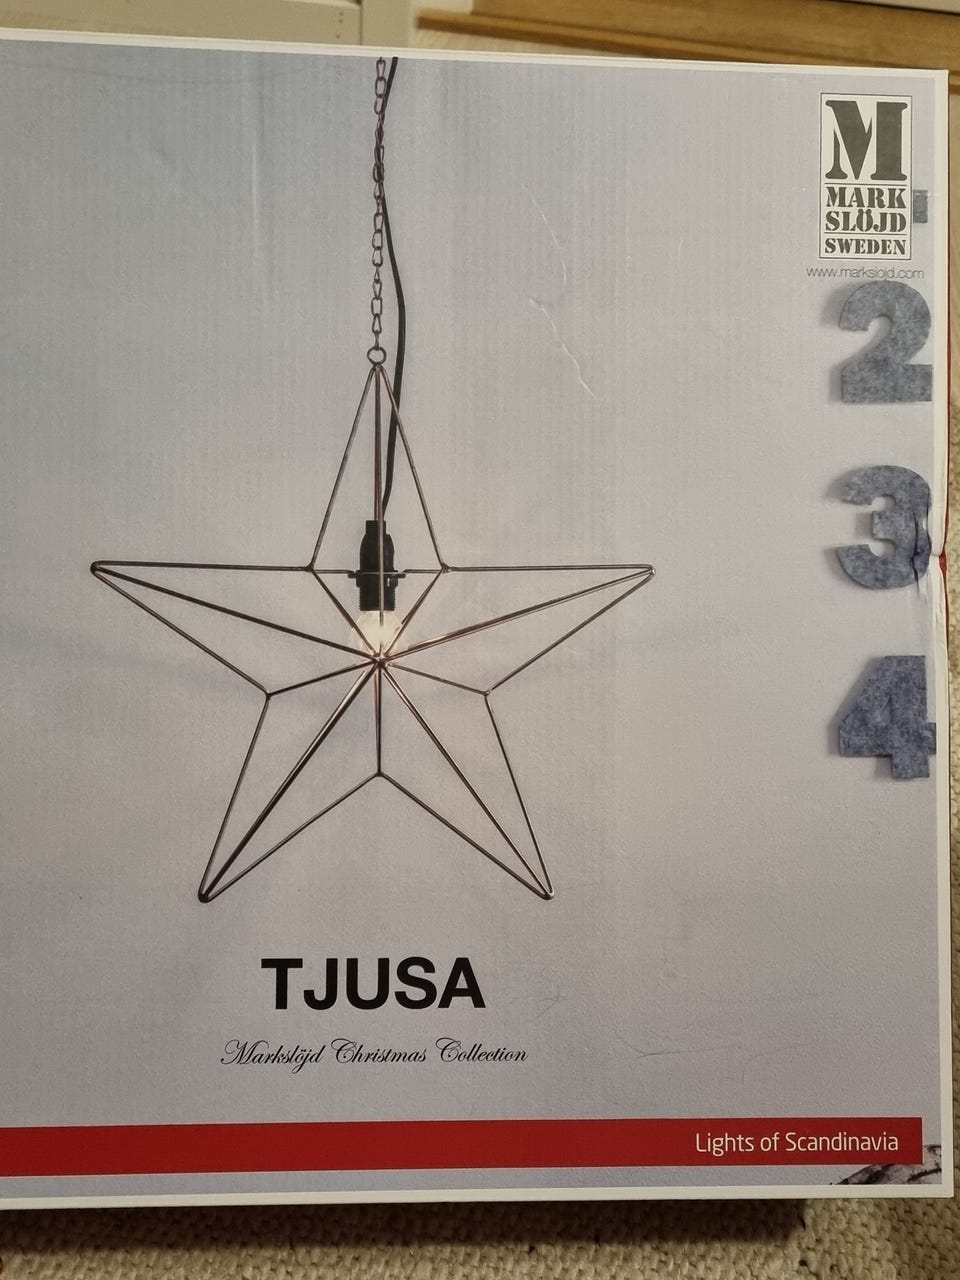 M
MARK
SLÖJD
SWEDEN
www.markslojd.com
2
3
4
TJUSA
Markslöjd Christmas Collection
Lights of Scandinavia